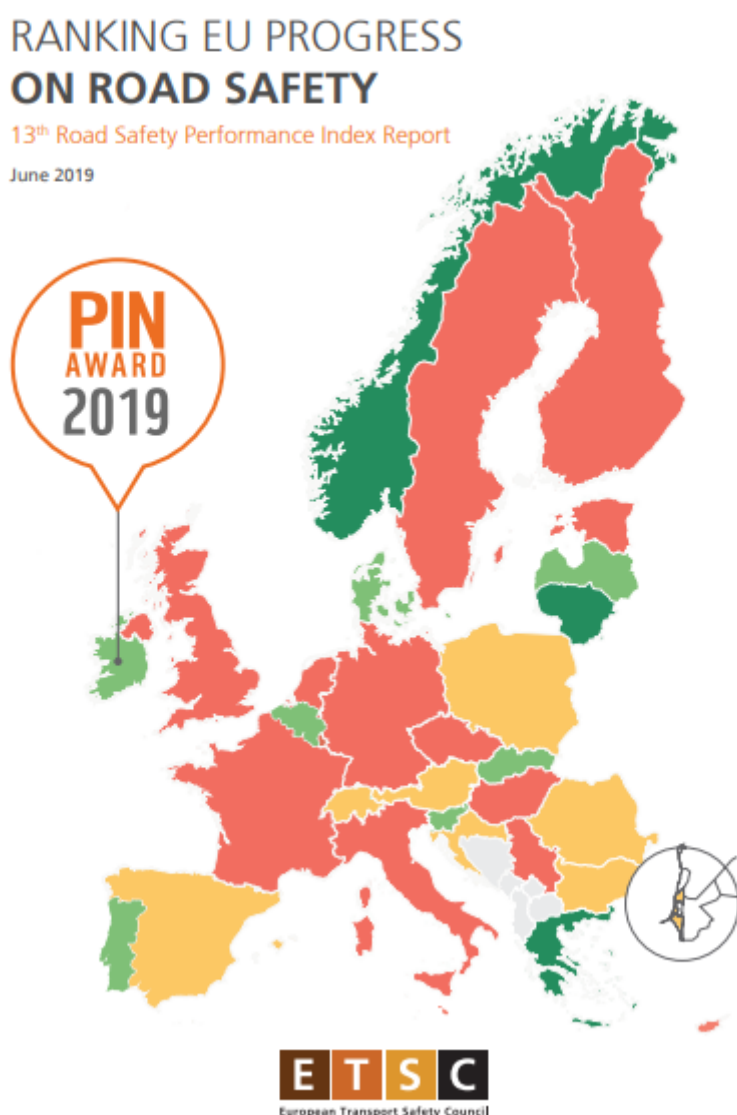 RANKING EU PROGRESS
ON ROAD SAFETY
13th Road Safety Performance Index Report
June 2019
PIN
AWARD
2019
E T S C
European Transport Safety Council